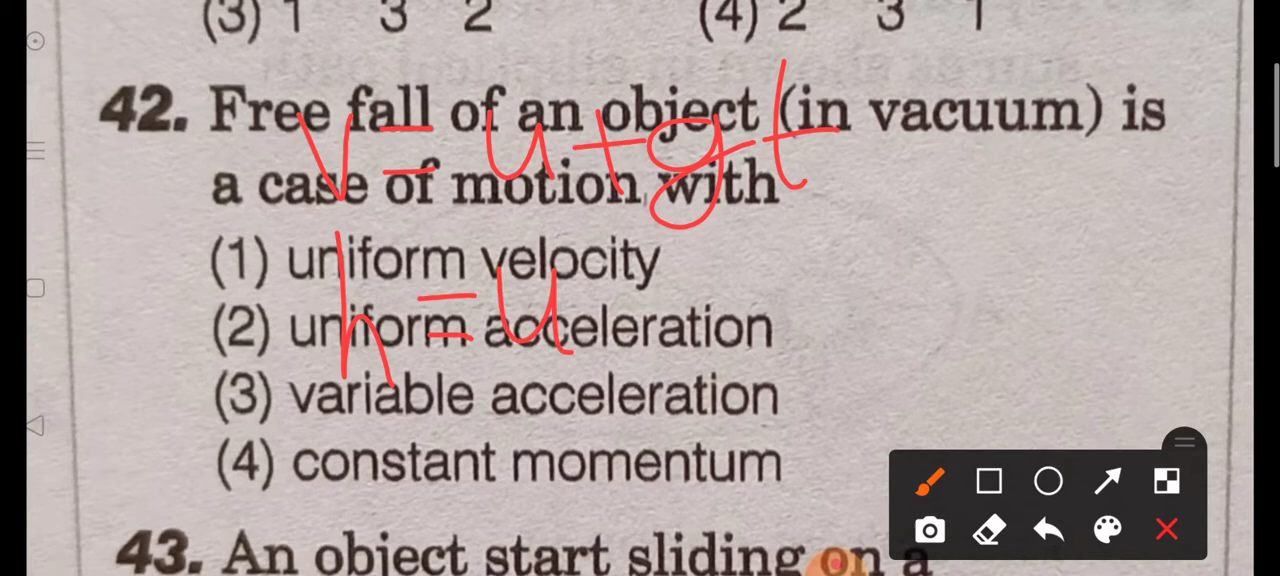 (3) 1 3 2 (4) 2 3 1
42. Free fall of an object (in vacuum) is
a case of motion with
v = u + gt
(1) uniform velocity
h = u
(2) uniform acceleration
(3) variable acceleration
(4) constant momentum
43. An object start sliding on a